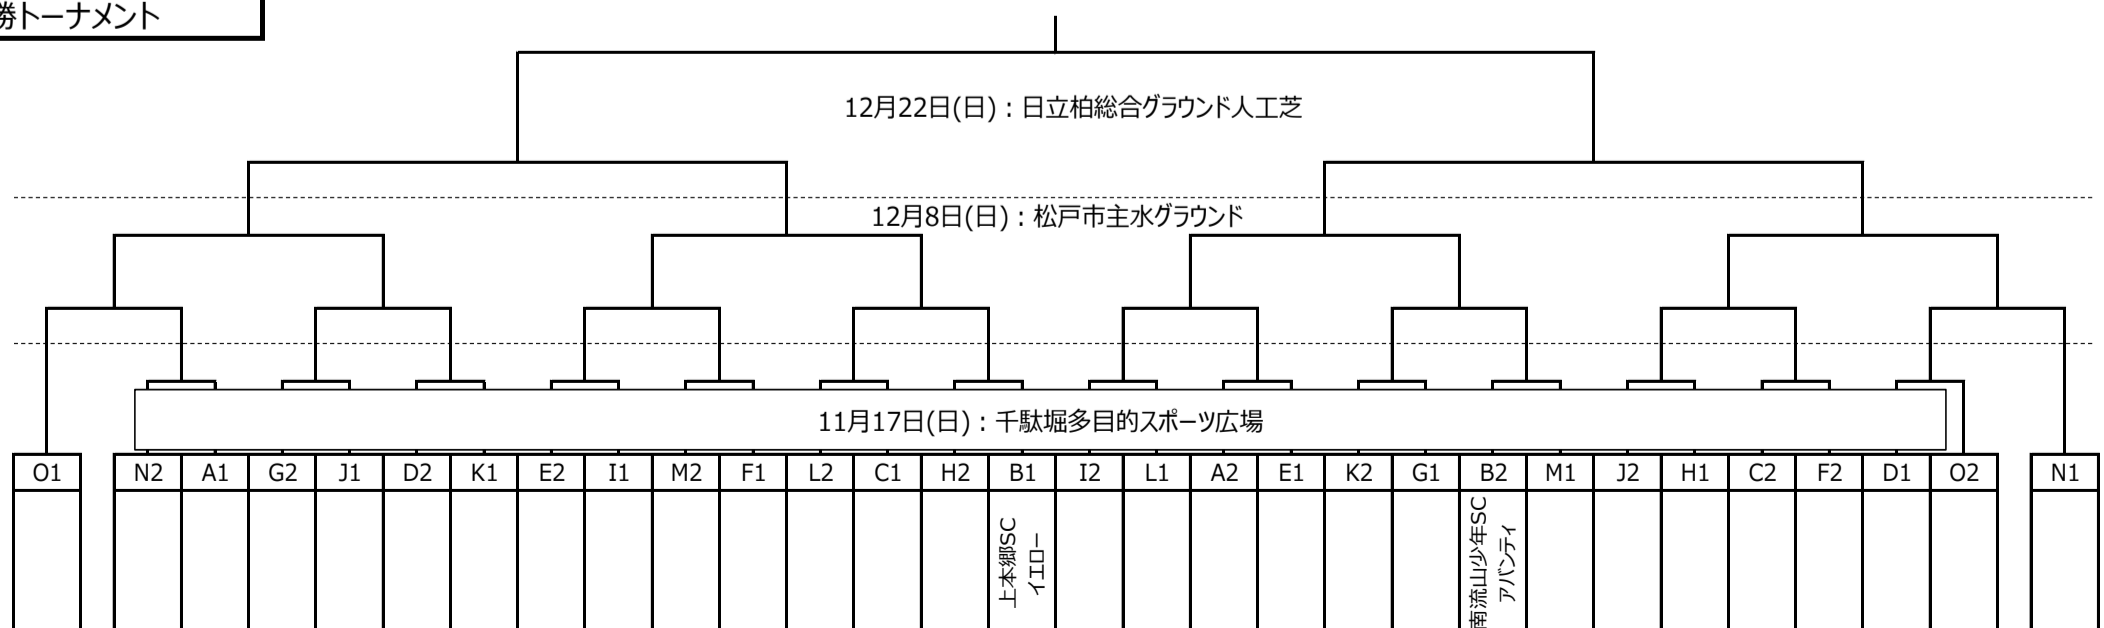 勝トーナメント
12月22日(日)：日立柏総合グラウンド人工芝
12月8日(日)：松戸市主水グラウンド
11月17日(日)：千駄堀多目的スポーツ広場
O1 N2 A1 G2 J1 D2 K1 E2 I1 M2 F1 L2 C1 H2 B1 I2 L1 A2 E1 K2 G1 B2 M1 J2 H1 C2 F2 D1 O2 N1
上本郷SC
イエロー
南流山少年SC
アバンティ